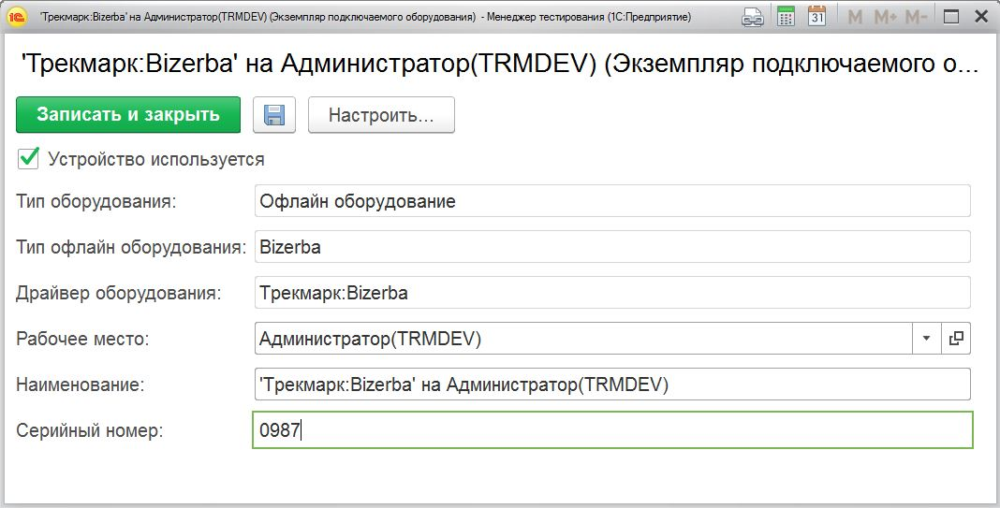 'Трекмарк:Bizerba' на Администратор(TRMDEV) (Экземпляр подключаемого оборудования) - Менеджер тестирования (1С:Предприятие)
31 M M+ M-
'Трекмарк:Bizerba' на Администратор(TRMDEV) (Экземпляр подключаемого о...
Записать и закрыть
Настроить...
Устройство используется
Тип оборудования: Офлайн оборудование
Тип офлайн оборудования: Bizerba
Драйвер оборудования: Трекмарк:Bizerba
Рабочее место: Администратор(TRMDEV)
Наименование: 'Трекмарк:Bizerba' на Администратор(TRMDEV)
Серийный номер: 0987